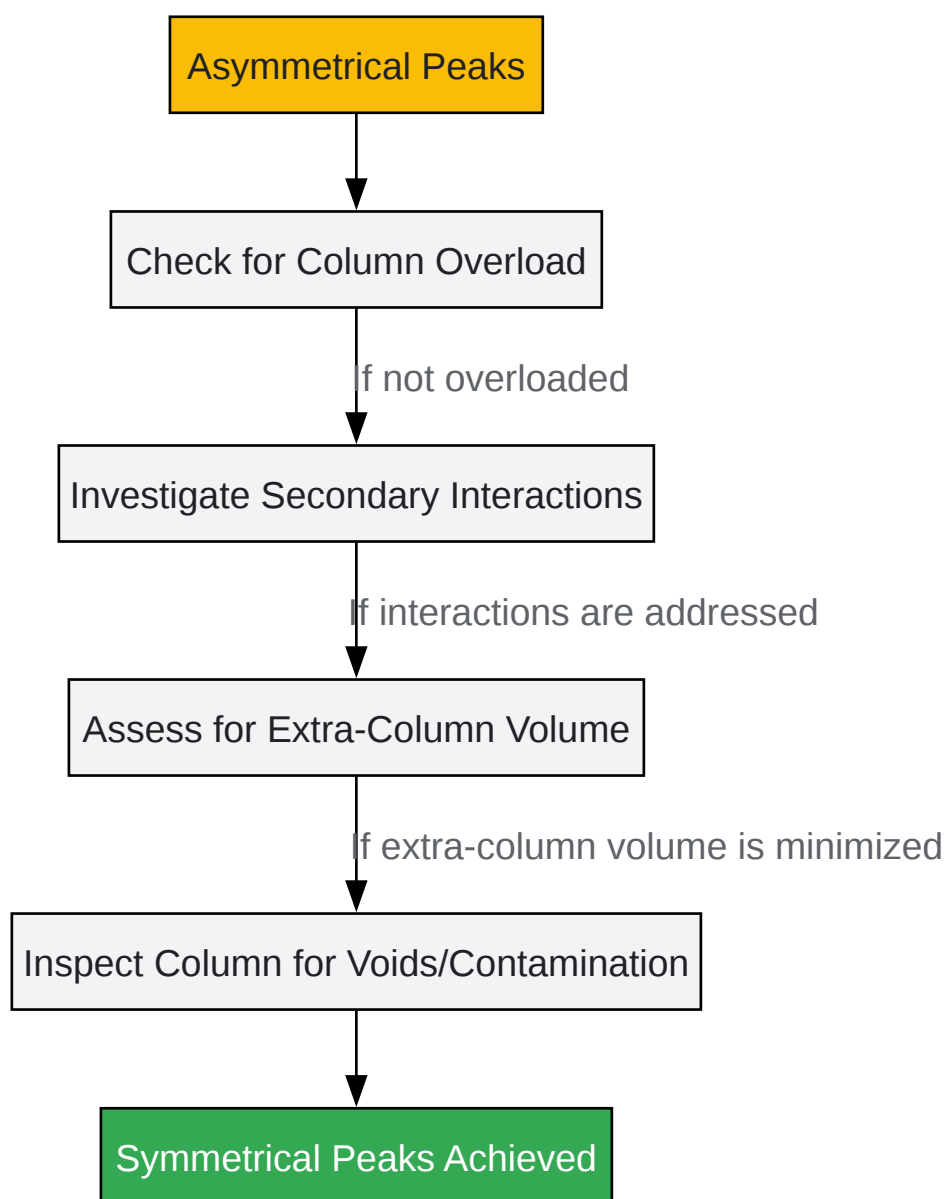 Asymmetrical Peaks
Check for Column Overload
If not overloaded
Investigate Secondary Interactions
If interactions are addressed
Assess for Extra-Column Volume
If extra-column volume is minimized
Inspect Column for Voids/Contamination
Symmetrical Peaks Achieved